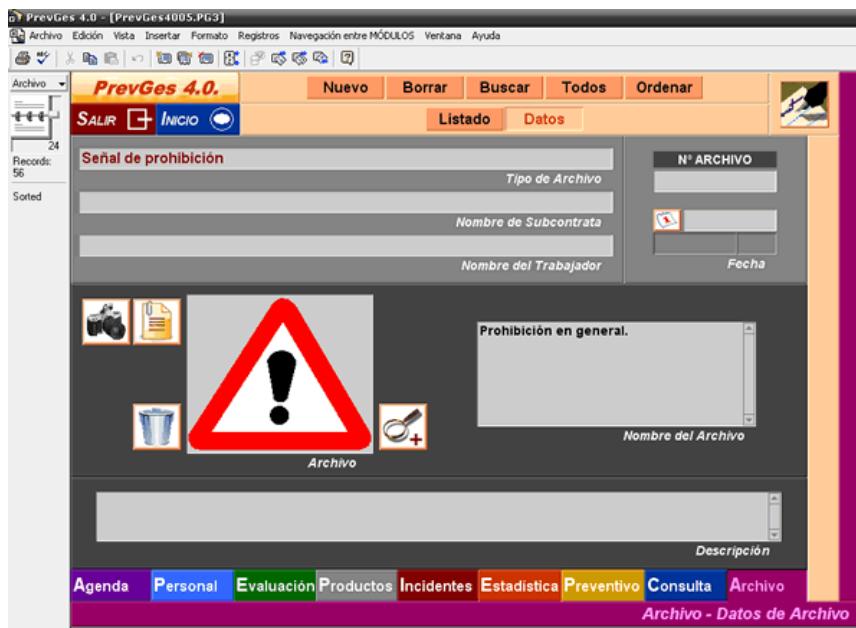 PrevGes 4.0 - [PrevGes4005.PG3]
Archivo Edición Vista Insertar Formato Registros Navegación entre MÓDULOS Ventana Ayuda
Archivo
24
Records:
56
Sorted
PrevGes 4.0.
Nuevo Borrar Buscar Todos Ordenar
SALIR INICIO
Listado Datos
Señal de prohibición
Tipo de Archivo
Nombre de Subcontrata
Nombre del Trabajador
Nº ARCHIVO
1
Fecha
Prohibición en general.
Nombre del Archivo
Archivo
Descripción
Agenda Personal Evaluación Productos Incidentes Estadística Preventivo Consulta Archivo
Archivo - Datos de Archivo